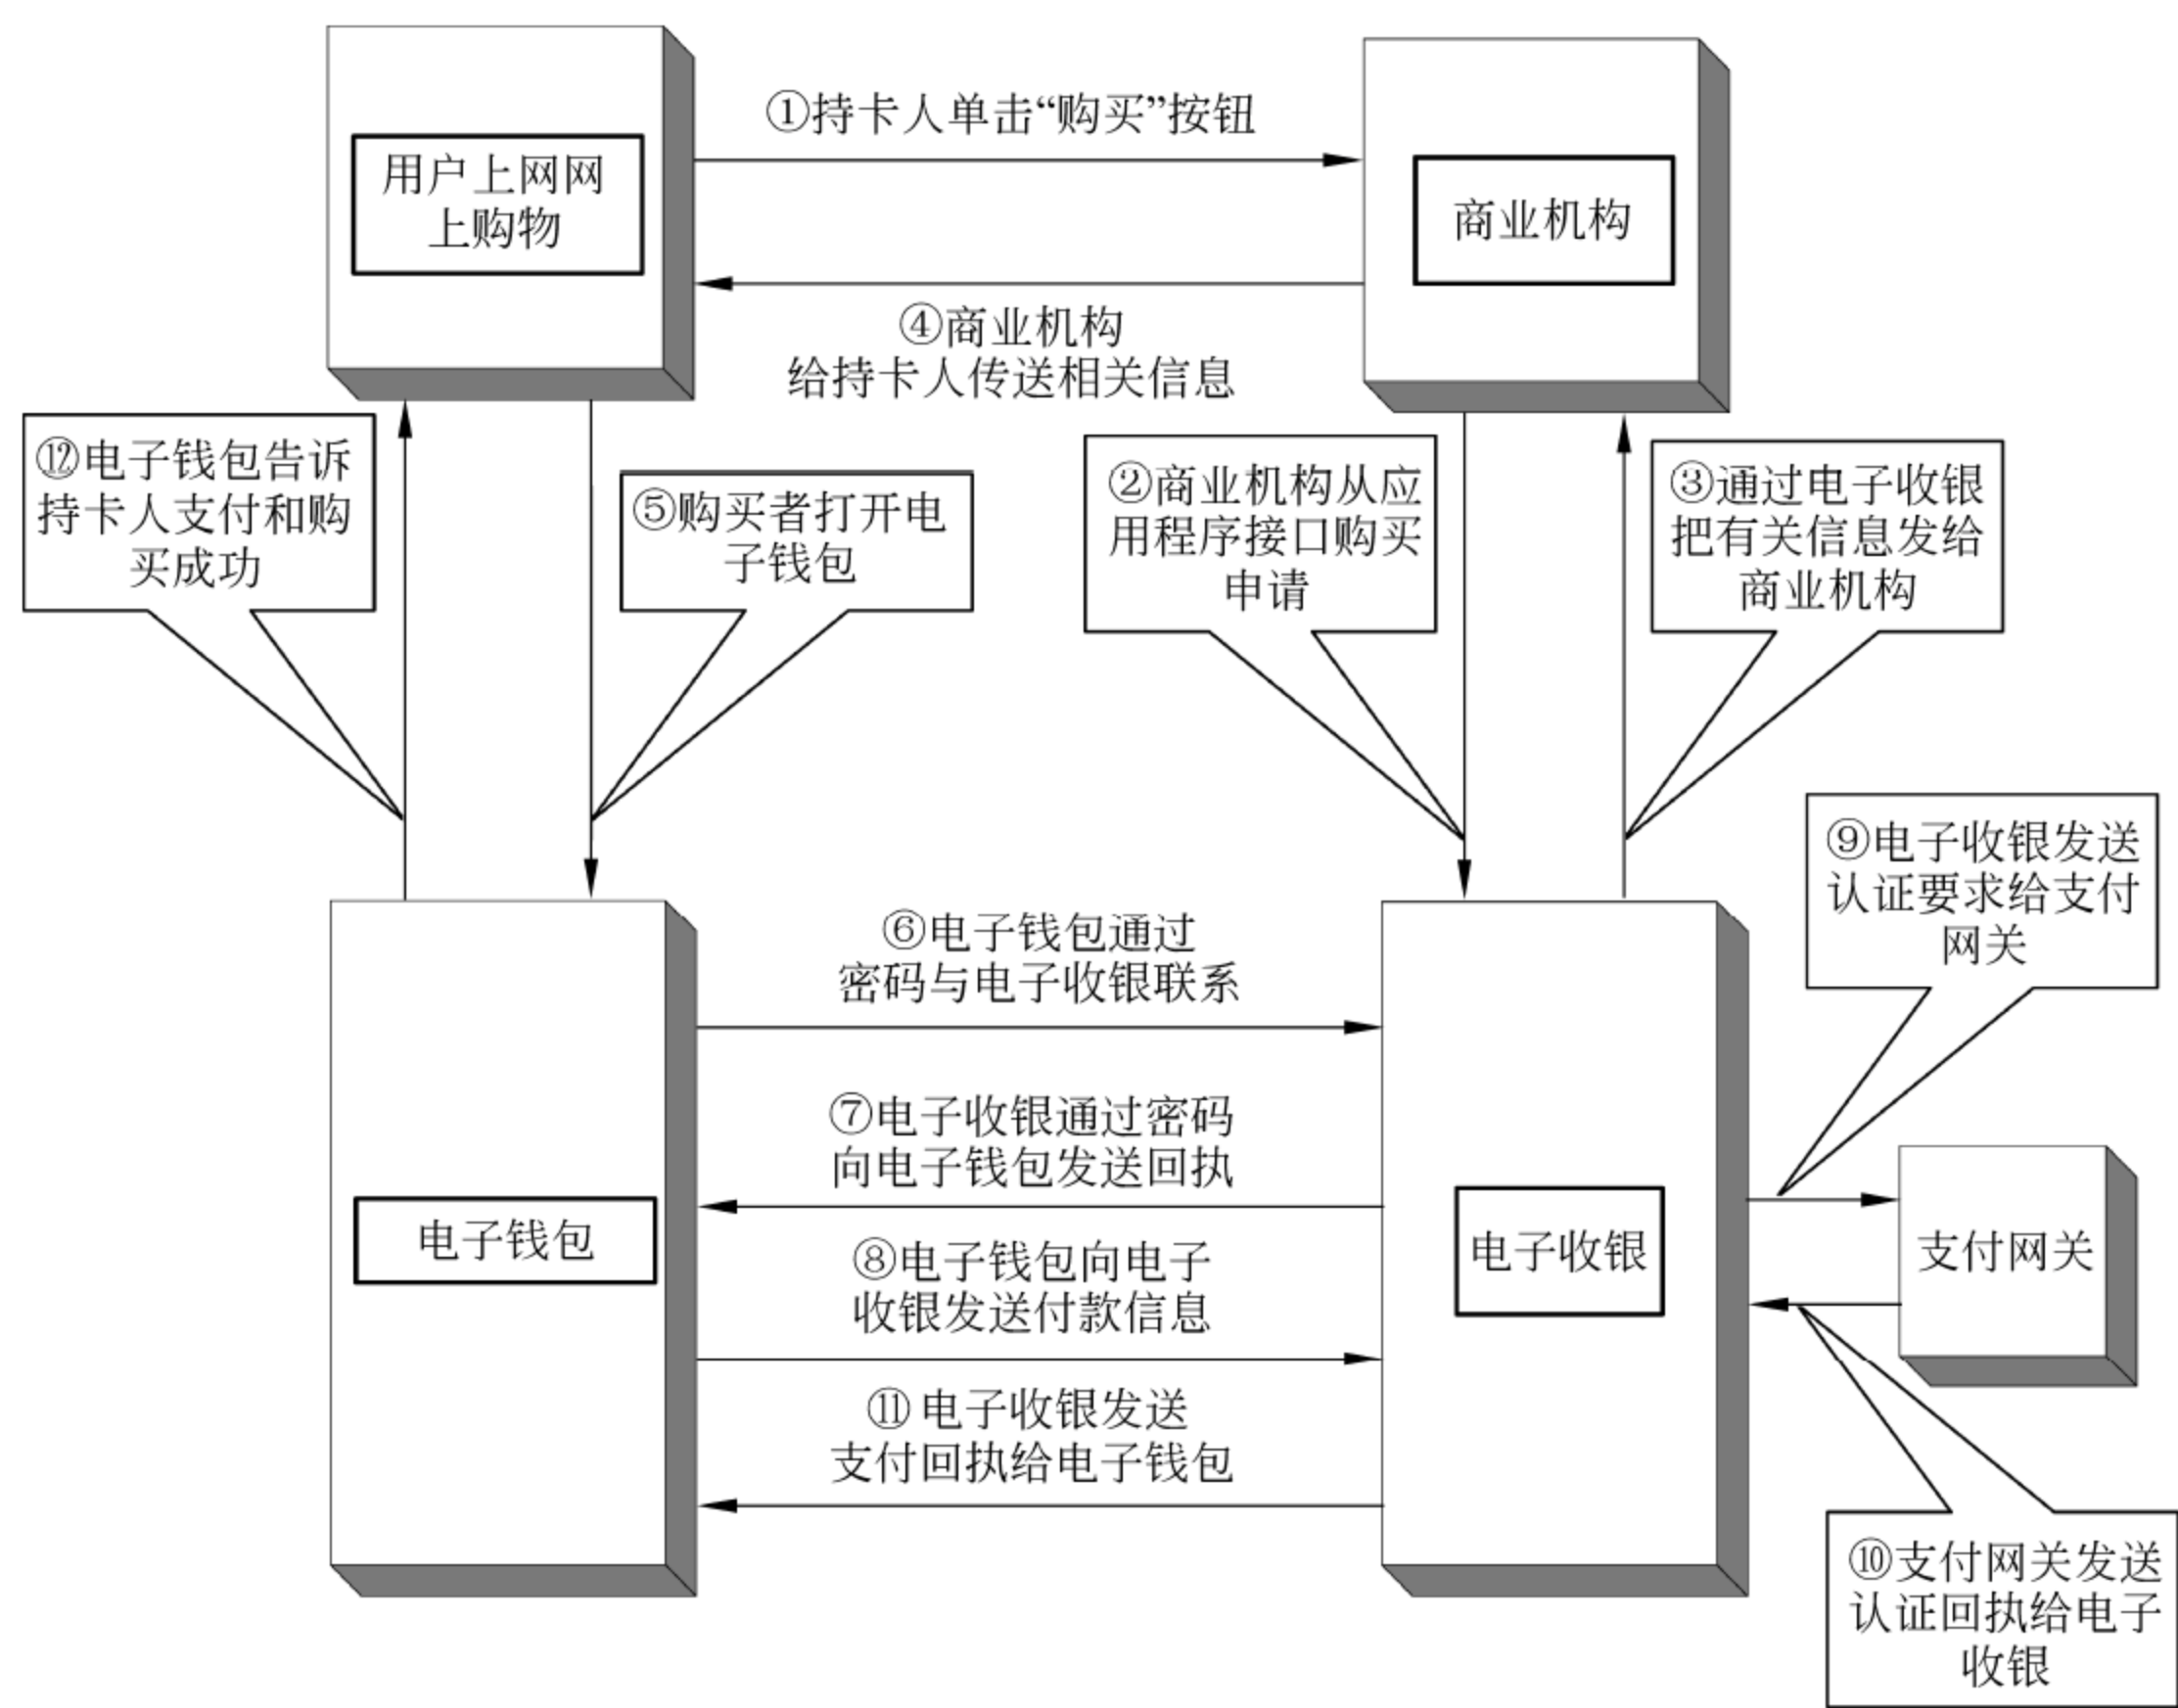 用户上网网
上购物
①持卡人单击“购买”按钮
商业机构
④商业机构
给持卡人传送相关信息
⑫电子钱包告诉
持卡人支付和购
买成功
⑤购买者打开电
子钱包
②商业机构从应
用程序接口购买
申请
③通过电子收银
把有关信息发给
商业机构
⑥电子钱包通过
密码与电子收银联系
⑦电子收银通过密码
向电子钱包发送回执
电子钱包
⑧电子钱包向电子
收银发送付款信息
⑪电子收银发送
支付回执给电子钱包
电子收银
⑨电子收银发送
认证要求给支付
网关
支付网关
⑩支付网关发送
认证回执给电子
收银